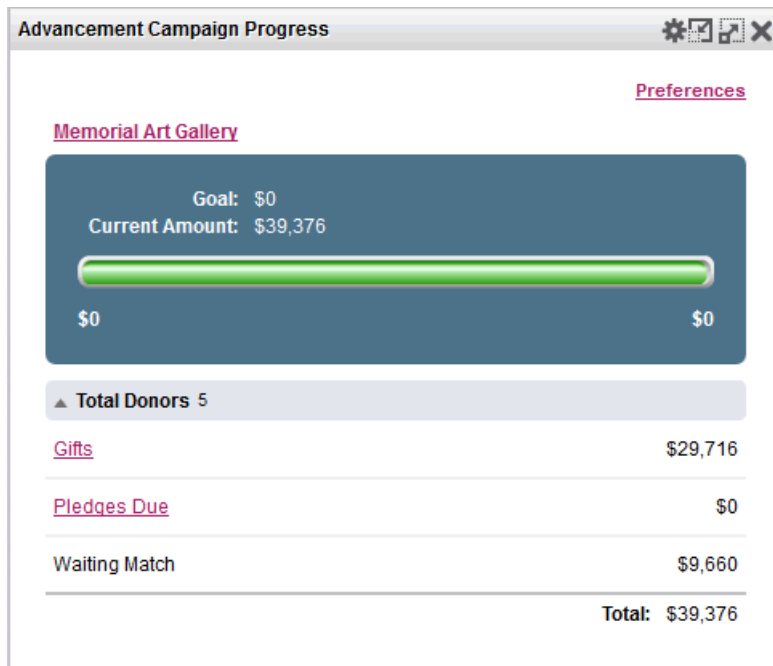 Advancement Campaign Progress
Preferences
Memorial Art Gallery
Goal: $0
Current Amount: $39,376
$0 $0
Total Donors 5
Gifts $29,716
Pledges Due $0
Waiting Match $9,660
Total: $39,376